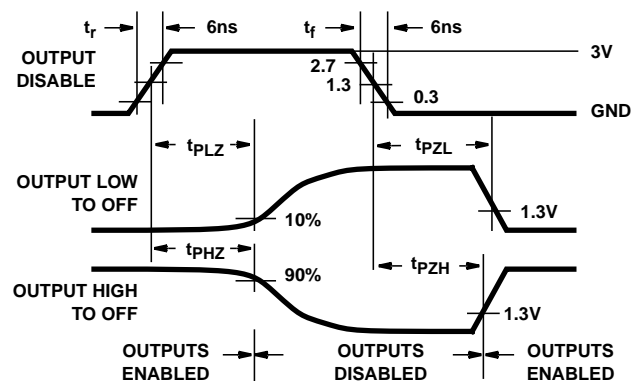 tr 6ns tf 6ns
OUTPUT DISABLE
3V
2.7
1.3
0.3
GND
tPLZ tPZL
OUTPUT LOW TO OFF
10%
1.3V
tPHZ tPZH
90%
OUTPUT HIGH TO OFF
1.3V
OUTPUTS ENABLED
OUTPUTS DISABLED
OUTPUTS ENABLED